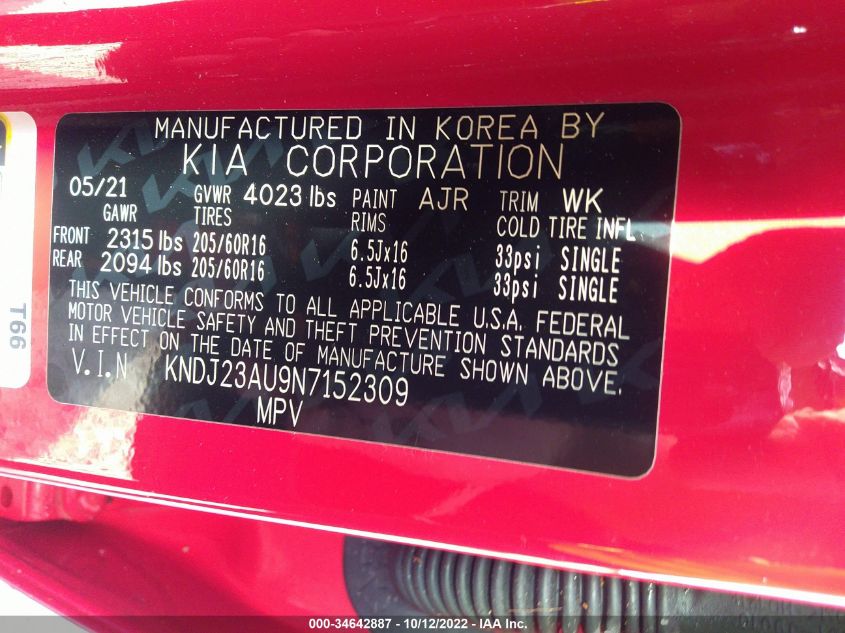 MANUFACTURED IN KOREA BY
KIA CORPORATION
05/21 GVWR 4023 lbs PAINT AJR TRIM WK
GAWR TIRES RIMS COLD TIRE INFL
FRONT 2315 lbs 205/60R16 6.5Jx16 33psi SINGLE
REAR 2094 lbs 205/60R16 6.5Jx16 33psi SINGLE
THIS VEHICLE CONFORMS TO ALL APPLICABLE U.S.A. FEDERAL
MOTOR VEHICLE SAFETY AND THEFT PREVENTION STANDARDS
IN EFFECT ON THE DATE OF MANUFACTURE SHOWN ABOVE.
V.I.N KNDJ23AU9N7152309
MPV
T66
000-34642887 - 10/12/2022 - IAA Inc.